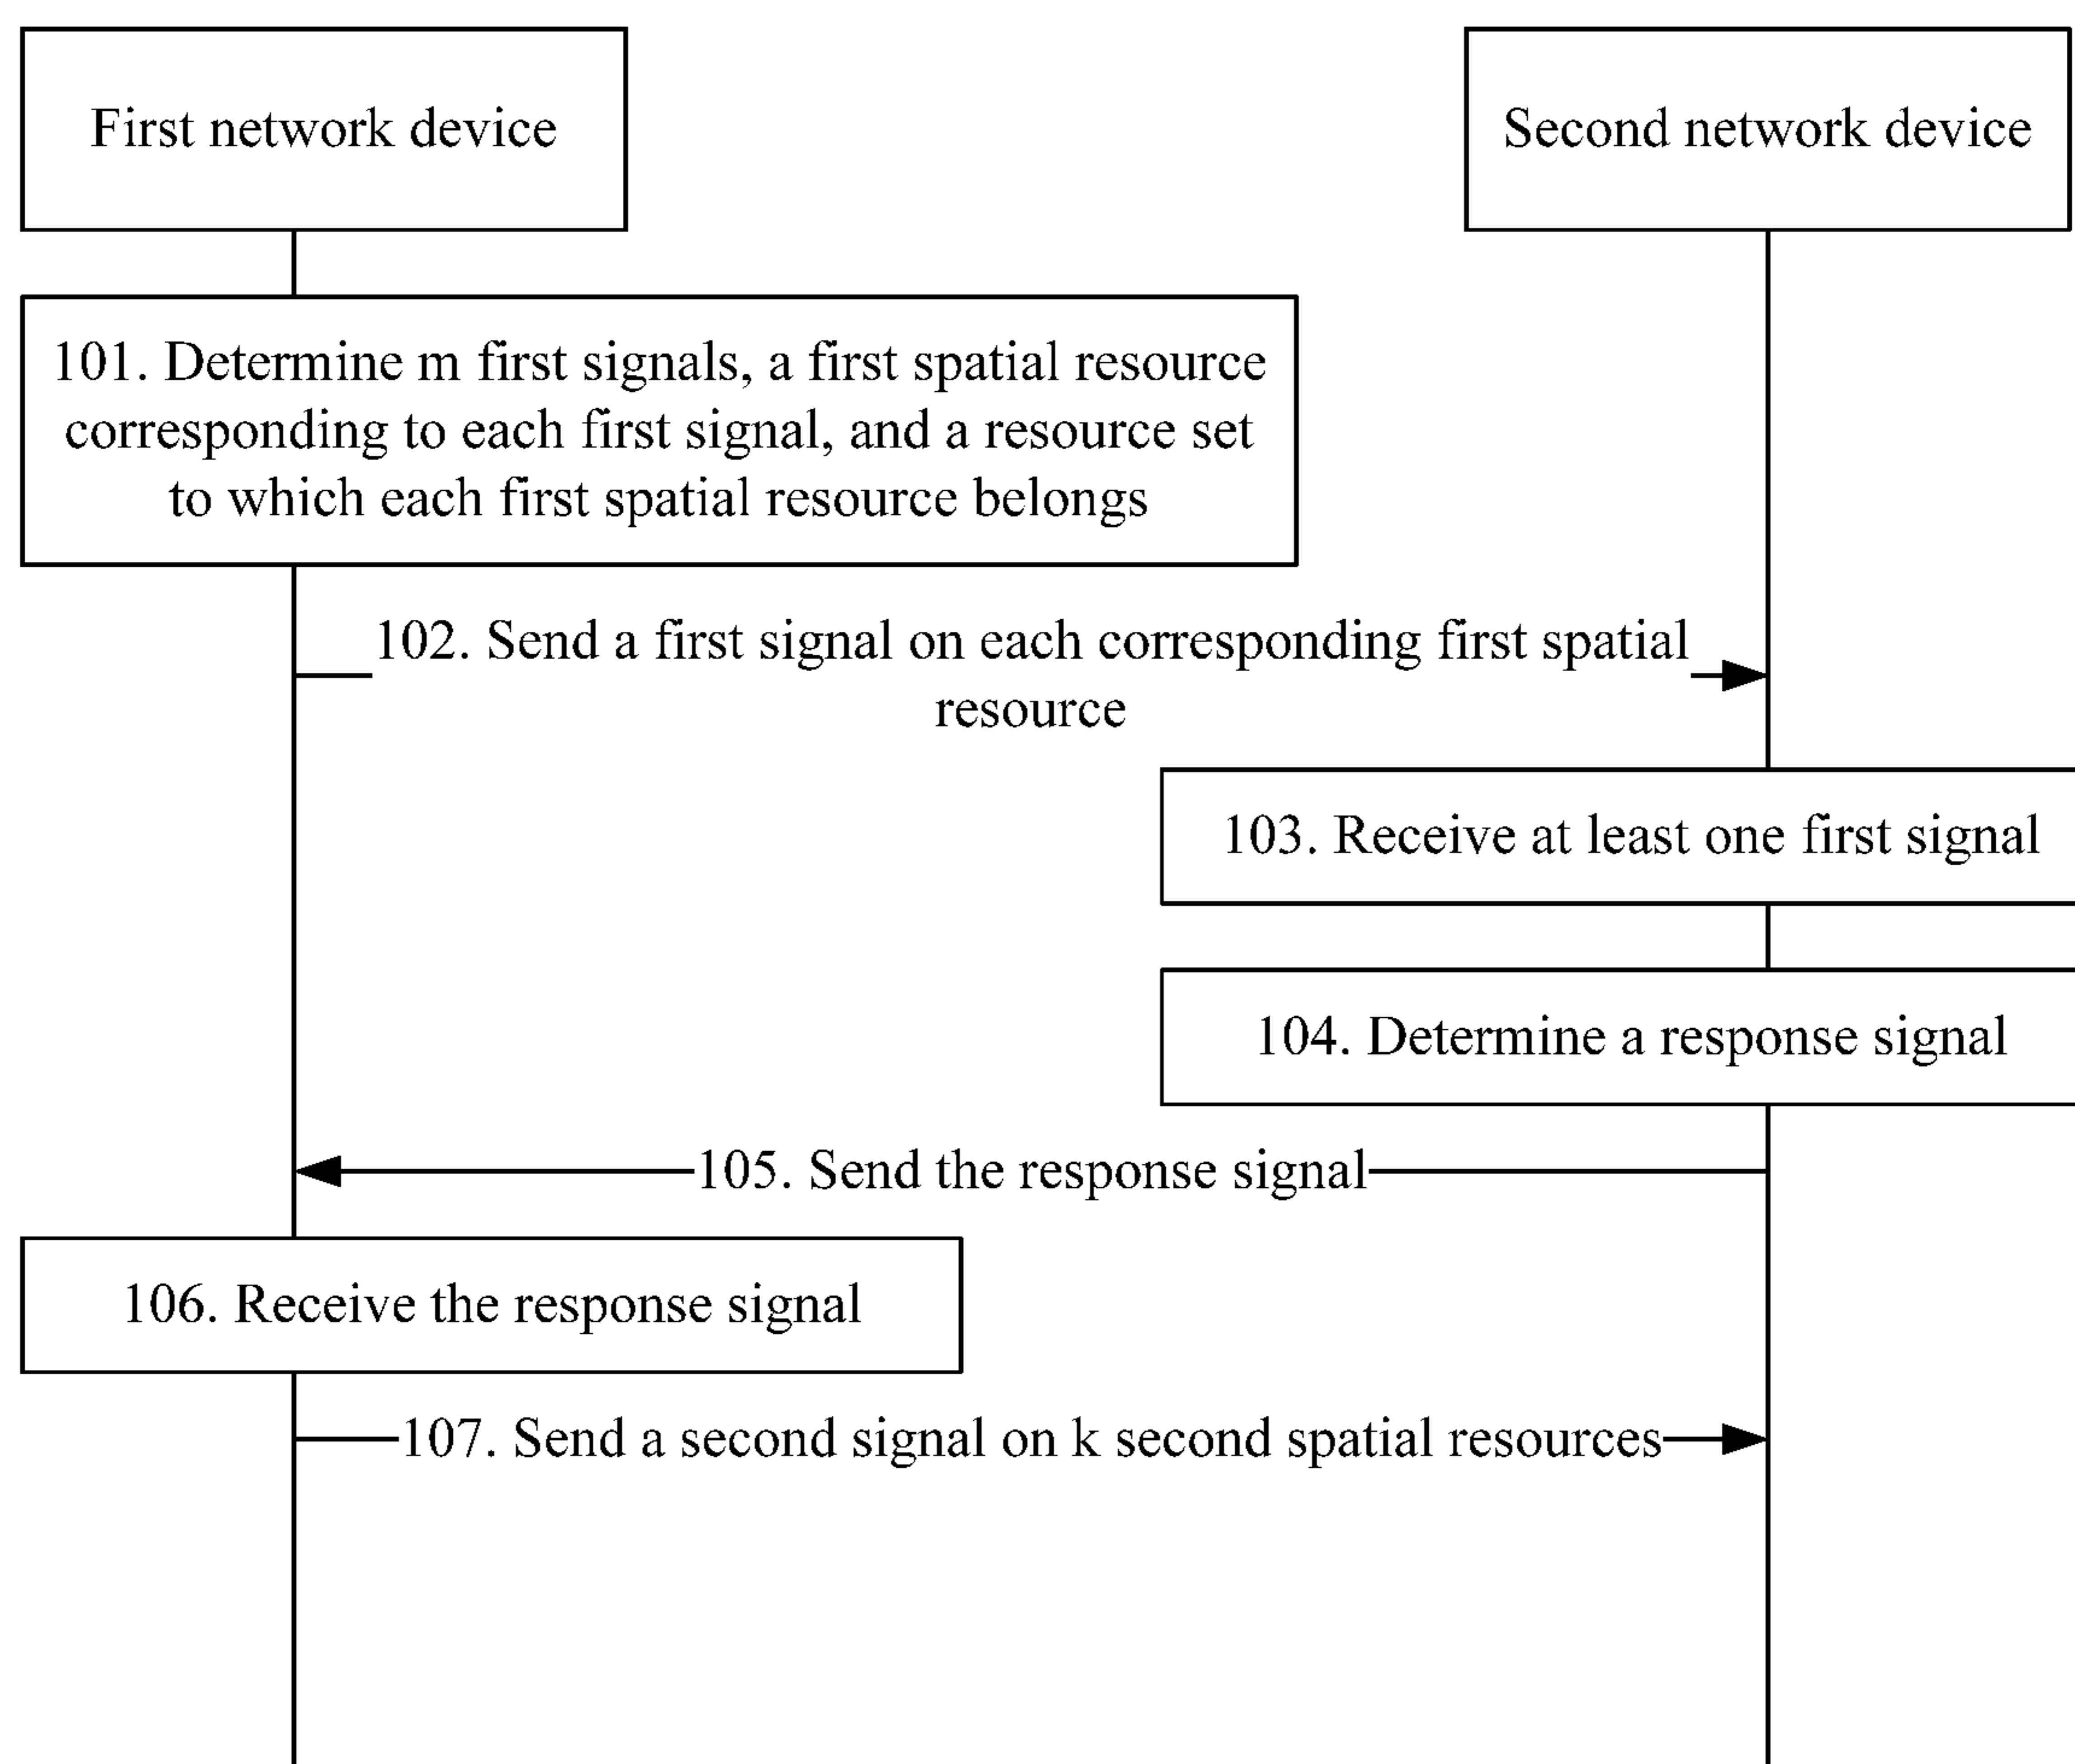 First network device
Second network device
101. Determine m first signals, a first spatial resource
corresponding to each first signal, and a resource set
to which each first spatial resource belongs
102. Send a first signal on each corresponding first spatial
resource
103. Receive at least one first signal
104. Determine a response signal
105. Send the response signal
106. Receive the response signal
107. Send a second signal on k second spatial resources